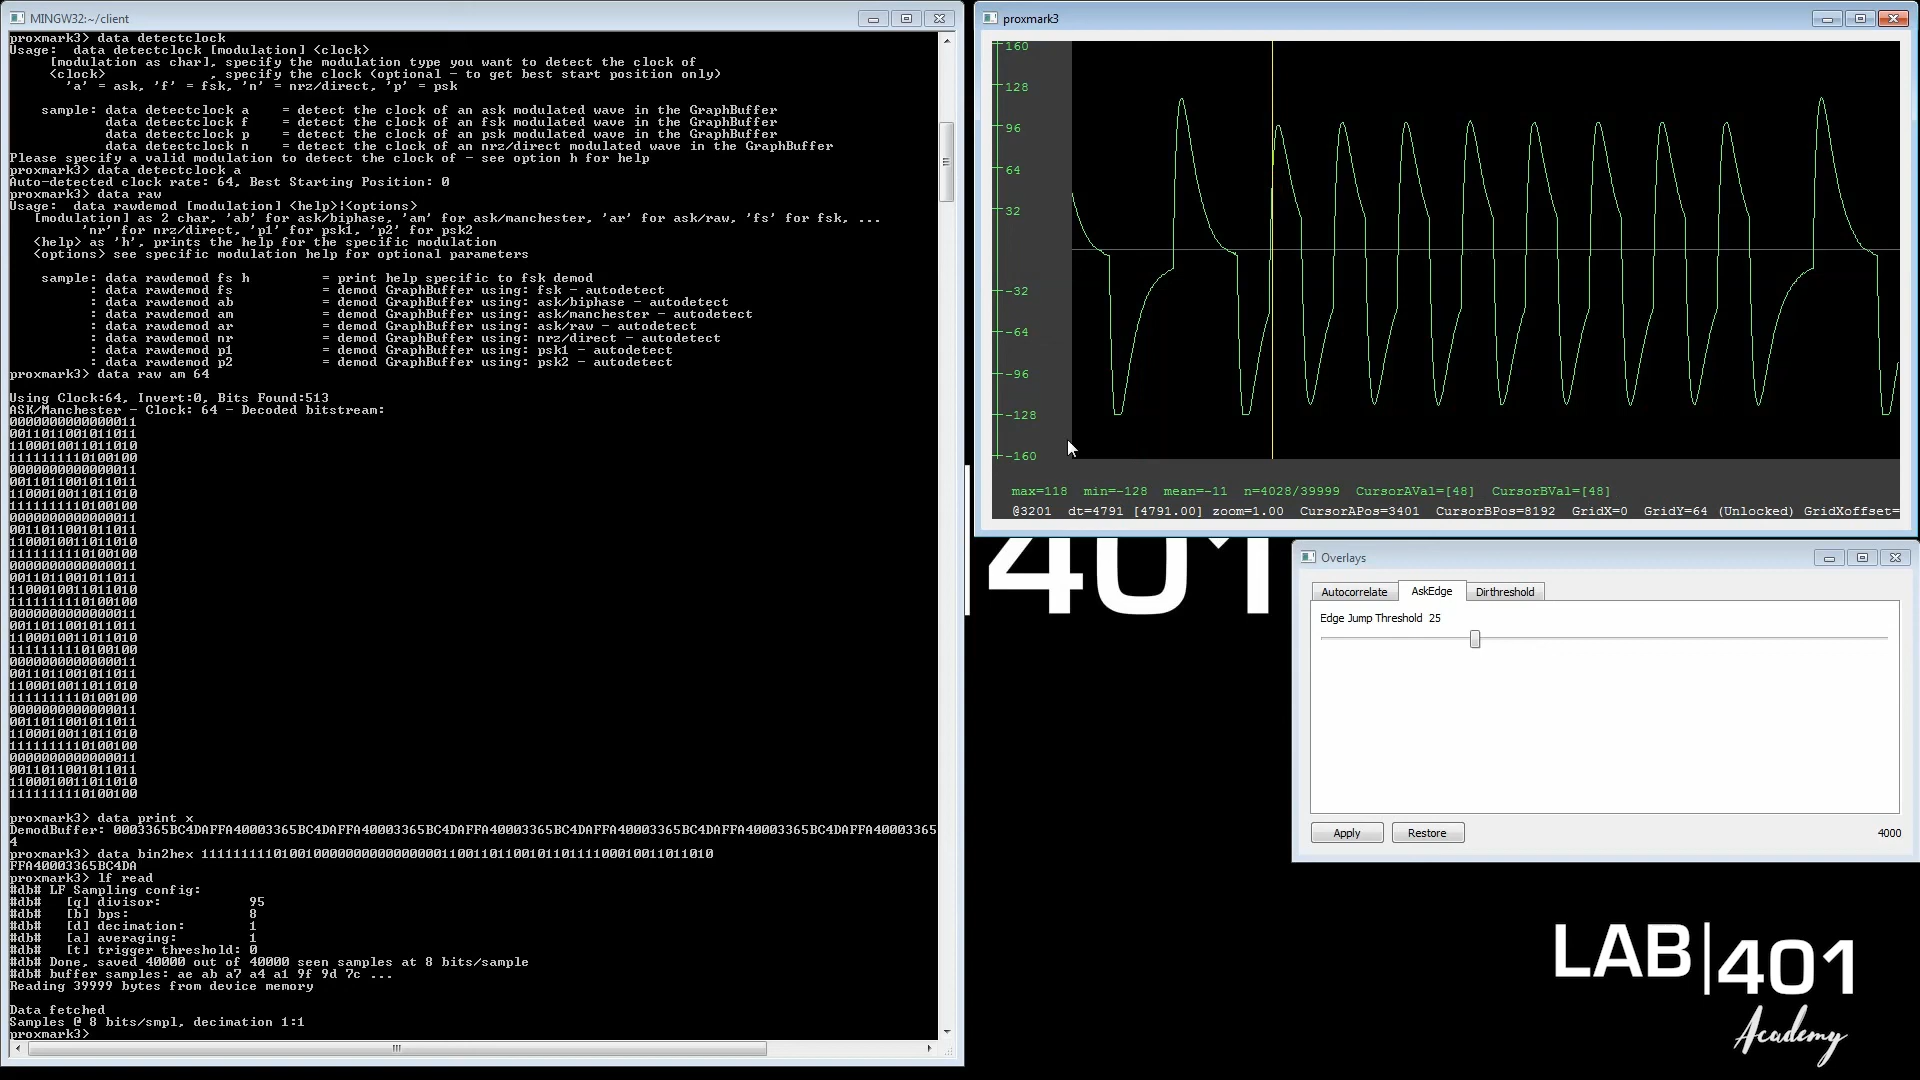 MINGW32:~/client
proxmark3> data detectclock
Usage:  data detectclock [modulation] <clock>
     [modulation as char], specify the modulation type you want to detect the clock of
     <clock>             , specify the clock (optional - to get best start position only)
       'a' = ask, 'f' = fsk, 'n' = nrz/direct, 'p' = psk
    sample: data detectclock a    = detect the clock of an ask modulated wave in the GraphBuffer
            data detectclock f    = detect the clock of an fsk modulated wave in the GraphBuffer
            data detectclock p    = detect the clock of an psk modulated wave in the GraphBuffer
            data detectclock n    = detect the clock of an nrz/direct modulated wave in the GraphBuffer
Please specify a valid modulation to detect the clock of - see option h for help
proxmark3> data detectclock a
Auto-detected clock rate: 64, Best Starting Position: 0
proxmark3> data raw
Usage:  data rawdemod [modulation] <help>|<options>
   [modulation] as 2 char, 'ab' for ask/biphase, 'am' for ask/manchester, 'ar' for ask/raw, 'fs' for fsk, ...
         'nr' for nrz/direct, 'p1' for psk1, 'p2' for psk2
   <help> as 'h', prints the help for the specific modulation
   <options> see specific modulation help for optional parameters
    sample: data rawdemod fs h         = print help specific to fsk demod
          : data rawdemod fs           = demod GraphBuffer using: fsk - autodetect
          : data rawdemod ab           = demod GraphBuffer using: ask/biphase - autodetect
          : data rawdemod am           = demod GraphBuffer using: ask/manchester - autodetect
          : data rawdemod ar           = demod GraphBuffer using: ask/raw - autodetect
          : data rawdemod nr           = demod GraphBuffer using: nrz/direct - autodetect
          : data rawdemod p1           = demod GraphBuffer using: psk1 - autodetect
          : data rawdemod p2           = demod GraphBuffer using: psk2 - autodetect
proxmark3> data raw am 64
Using Clock:64, Invert:0, Bits Found:513
ASK/Manchester - Clock: 64 - Decoded bitstream:
0000000000000011
0011011001011011
1100010011011010
1111111110100100
0000000000000011
0011011001011011
1100010011011010
1111111110100100
0000000000000011
0011011001011011
1100010011011010
1111111110100100
0000000000000011
0011011001011011
1100010011011010
1111111110100100
0000000000000011
0011011001011011
1100010011011010
1111111110100100
0000000000000011
0011011001011011
1100010011011010
1111111110100100
0000000000000011
0011011001011011
1100010011011010
1111111110100100
0000000000000011
0011011001011011
1100010011011010
1111111110100100
proxmark3> data print x
DemodBuffer: 0003365BC4DAFFA40003365BC4DAFFA40003365BC4DAFFA40003365BC4DAFFA40003365BC4DAFFA40003365BC4DAFFA40003365
4
proxmark3> data bin2hex 1111111110100100000000000000001100110110010110111100010011011010
FFA40003365BC4DA
proxmark3> lf read
#db# LF Sampling config:
#db#   [q] divisor:           95
#db#   [b] bps:               8
#db#   [d] decimation:        1
#db#   [a] averaging:         1
#db#   [t] trigger threshold: 0
#db# Done, saved 40000 out of 40000 seen samples at 8 bits/sample
#db# buffer samples: ae ab a7 a4 a1 9f 9d 7c ...
Reading 39999 bytes from device memory
Data fetched
Samples @ 8 bits/smpl, decimation 1:1
proxmark3>
proxmark3
160
128
96
64
32
-32
-64
-96
-128
-160
max=118  min=-128  mean=-11  n=4028/39999  CursorAVal=[48]  CursorBVal=[48]
@3201  dt=4791 [4791.00] zoom=1.00  CursorAPos=3401  CursorBPos=8192  GridX=0  GridY=64 (Unlocked) GridXoffset=
401
Overlays
Autocorrelate AskEdge Dirthreshold
Edge Jump Threshold 25
Apply Restore 4000
LAB|401
Academy